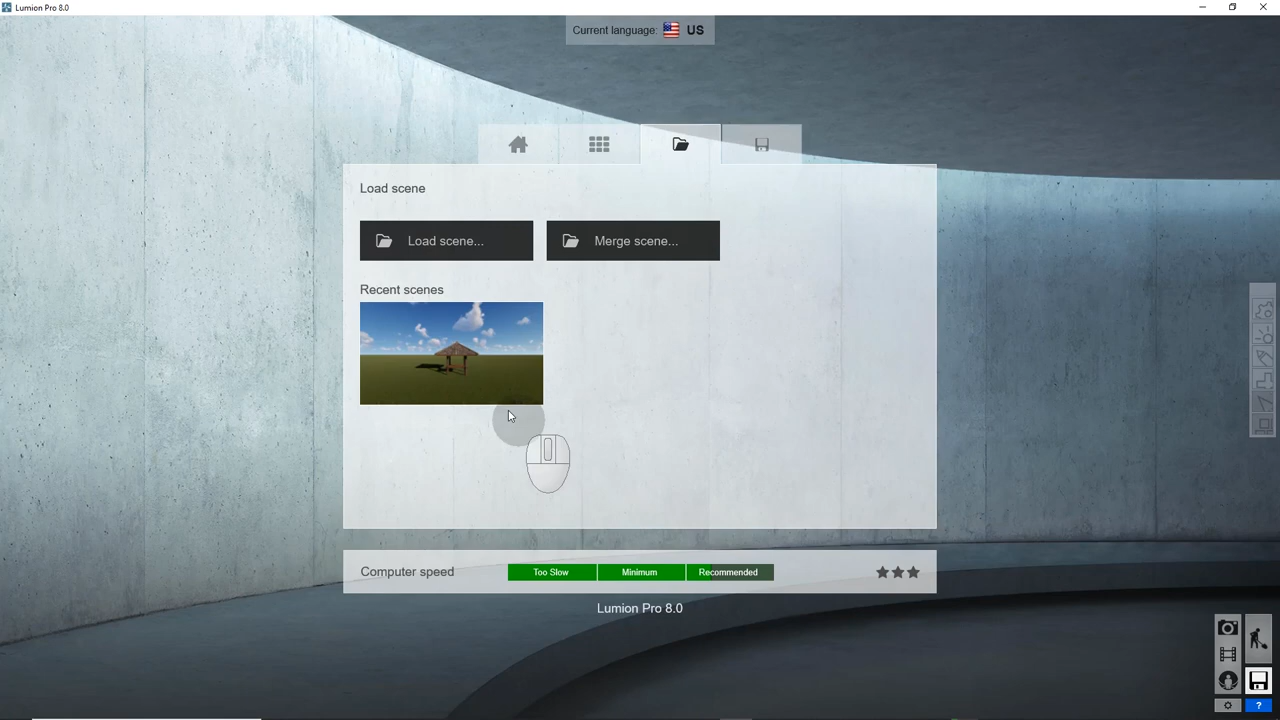 Lumion Pro 8.0
Current language: US
Load scene
Load scene...
Merge scene...
Recent scenes
Computer speed
Too Slow
Minimum
Recommended
Lumion Pro 8.0
?